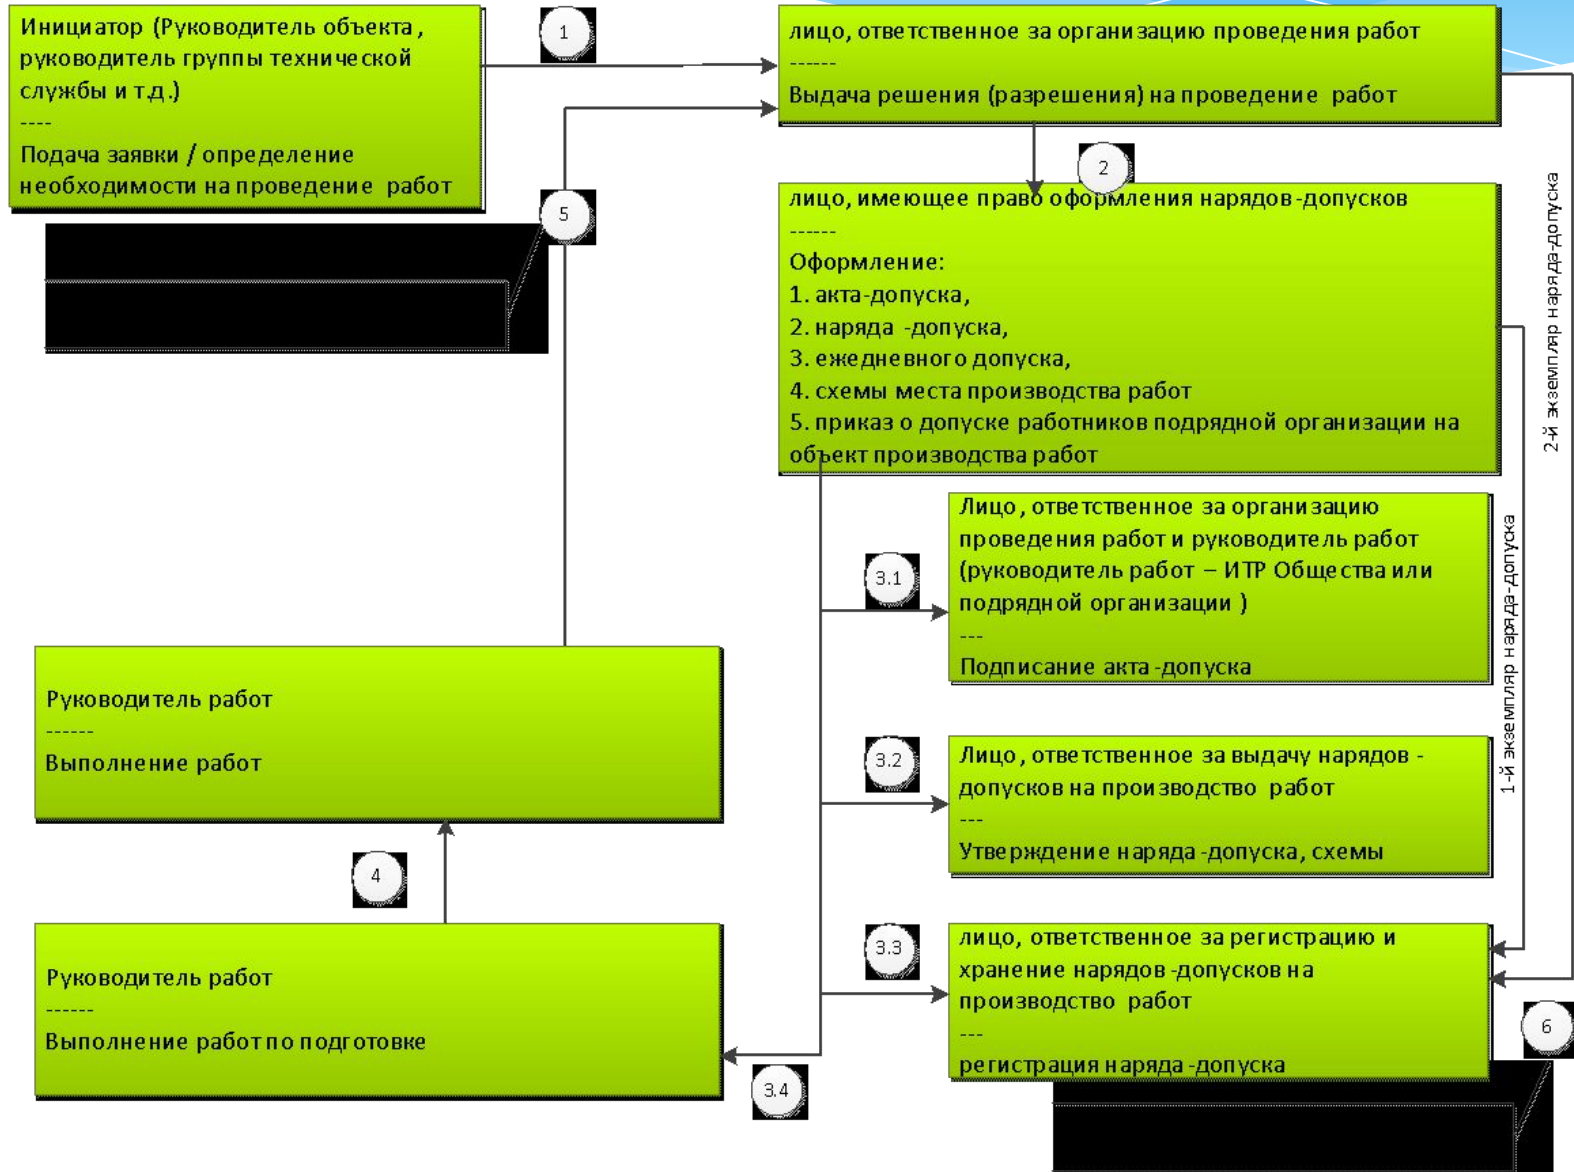 Инициатор (Руководитель объекта,
руководитель группы технической
службы и т.д.)
----
Подача заявки / определение
необходимости на проведение работ
1
лицо, ответственное за организацию проведения работ
------
Выдача решения (разрешения) на проведение работ
2
лицо, имеющее право оформления нарядов-допусков
------
Оформление:
1. акта-допуска,
2. наряда -допуска,
3. ежедневного допуска,
4. схемы места производства работ
5. приказ о допуске работников подрядной организации на
объект производства работ
5
2-й экземпляр наряда-допуска
1-й экземпляр наряда-допуска
3.1
Лицо, ответственное за организацию
проведения работ и руководитель работ
(руководитель работ – ИТР Общества или
подрядной организации )
---
Подписание акта-допуска
Руководитель работ
------
Выполнение работ
3.2
Лицо, ответственное за выдачу нарядов -
допусков на производство работ
---
Утверждение наряда-допуска, схемы
4
Руководитель работ
------
Выполнение работ по подготовке
3.3
лицо, ответственное за регистрацию и
хранение нарядов-допусков на
производство работ
---
регистрация наряда-допуска
3.4
6